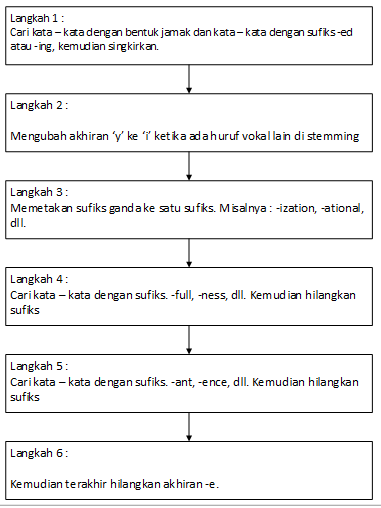 Langkah 1 :
Cari kata – kata dengan bentuk jamak dan kata – kata dengan sufiks -ed
atau -ing, kemudian singkirkan.
Langkah 2 :
Mengubah akhiran ‘y’ ke ‘i’ ketika ada huruf vokal lain di stemming
Langkah 3 :
Memetakan sufiks ganda ke satu sufiks. Misalnya : -ization, -ational,
dll.
Langkah 4 :
Cari kata – kata dengan sufiks. -full, -ness, dll. Kemudian hilangkan
sufiks
Langkah 5 :
Cari kata – kata dengan sufiks. -ant, -ence, dll. Kemudian hilangkan
sufiks
Langkah 6 :
Kemudian terakhir hilangkan akhiran -e.